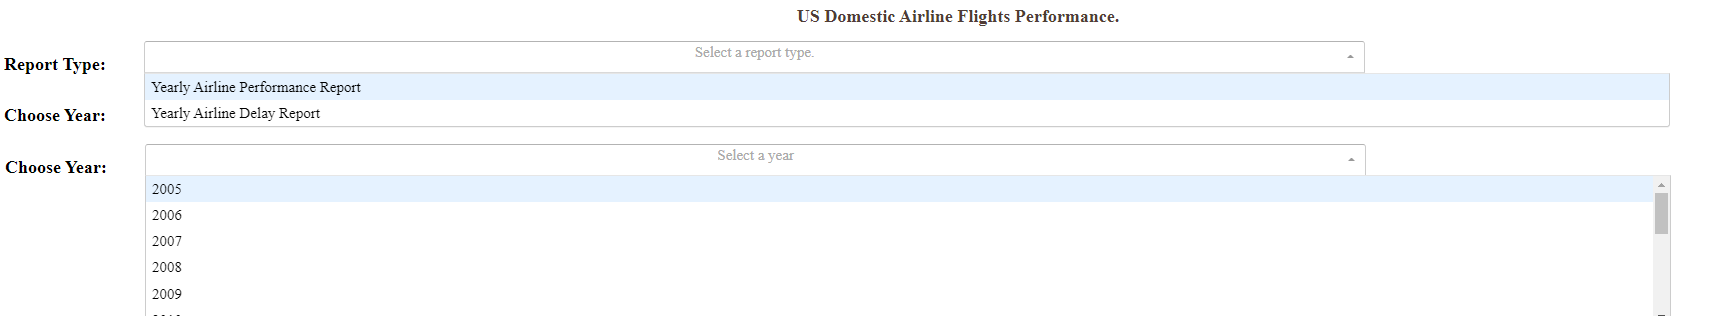 US Domestic Airline Flights Performance.
Report Type:
Select a report type.
Yearly Airline Performance Report
Yearly Airline Delay Report
Choose Year:
Choose Year:
Select a year
2005
2006
2007
2008
2009